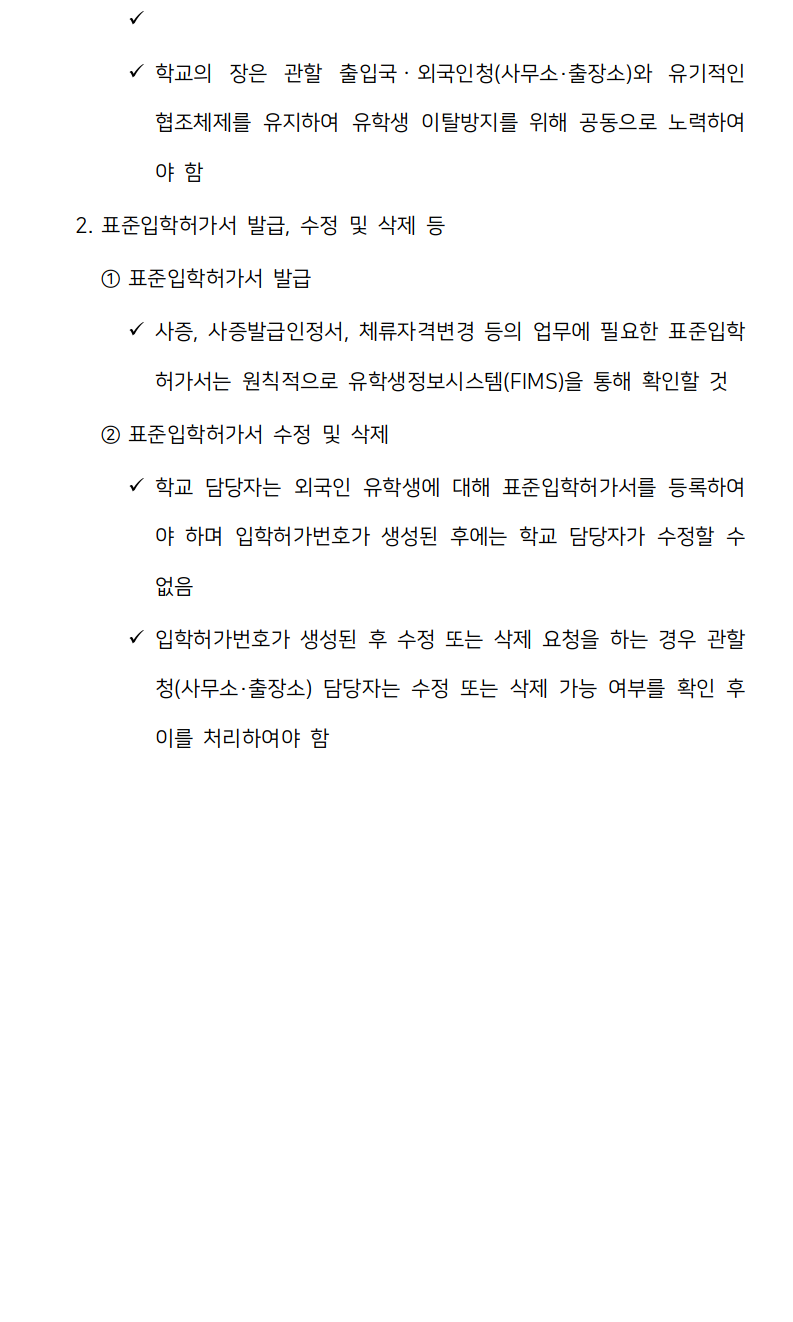 ✓
✓ 학교의 장은 관할 출입국·외국인청(사무소·출장소)와 유기적인
협조체제를 유지하여 유학생 이탈방지를 위해 공동으로 노력하여
야 함
2. 표준입학허가서 발급, 수정 및 삭제 등
① 표준입학허가서 발급
✓ 사증, 사증발급인정서, 체류자격변경 등의 업무에 필요한 표준입학
허가서는 원칙적으로 유학생정보시스템(FIMS)을 통해 확인할 것
② 표준입학허가서 수정 및 삭제
✓ 학교 담당자는 외국인 유학생에 대해 표준입학허가서를 등록하여
야 하며 입학허가번호가 생성된 후에는 학교 담당자가 수정할 수
없음
✓ 입학허가번호가 생성된 후 수정 또는 삭제 요청을 하는 경우 관할
청(사무소·출장소) 담당자는 수정 또는 삭제 가능 여부를 확인 후
이를 처리하여야 함